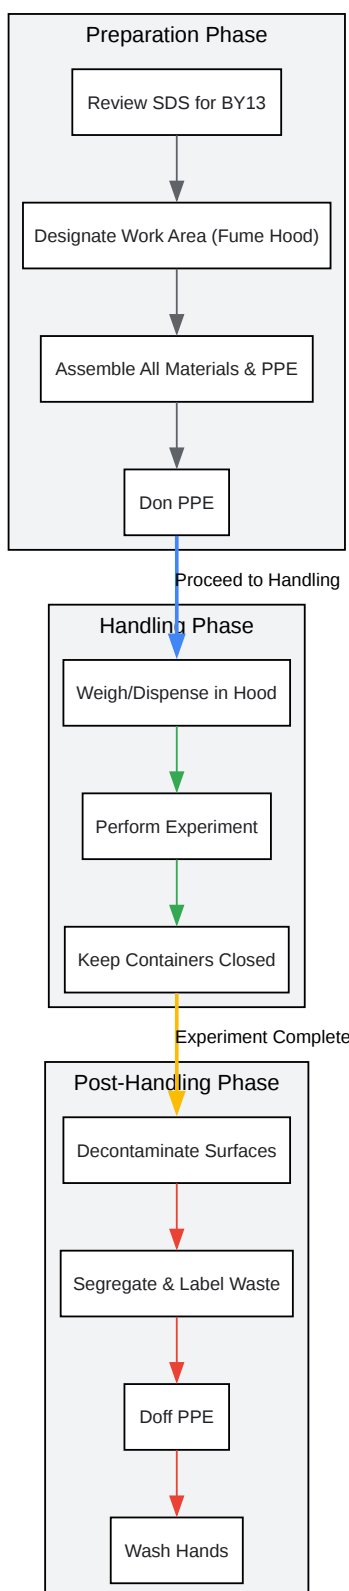 Preparation Phase
Review SDS for BY13
Designate Work Area (Fume Hood)
Assemble All Materials & PPE
Don PPE
Proceed to Handling
Handling Phase
Weigh/Dispense in Hood
Perform Experiment
Keep Containers Closed
Experiment Complete
Post-Handling Phase
Decontaminate Surfaces
Segregate & Label Waste
Doff PPE
Wash Hands